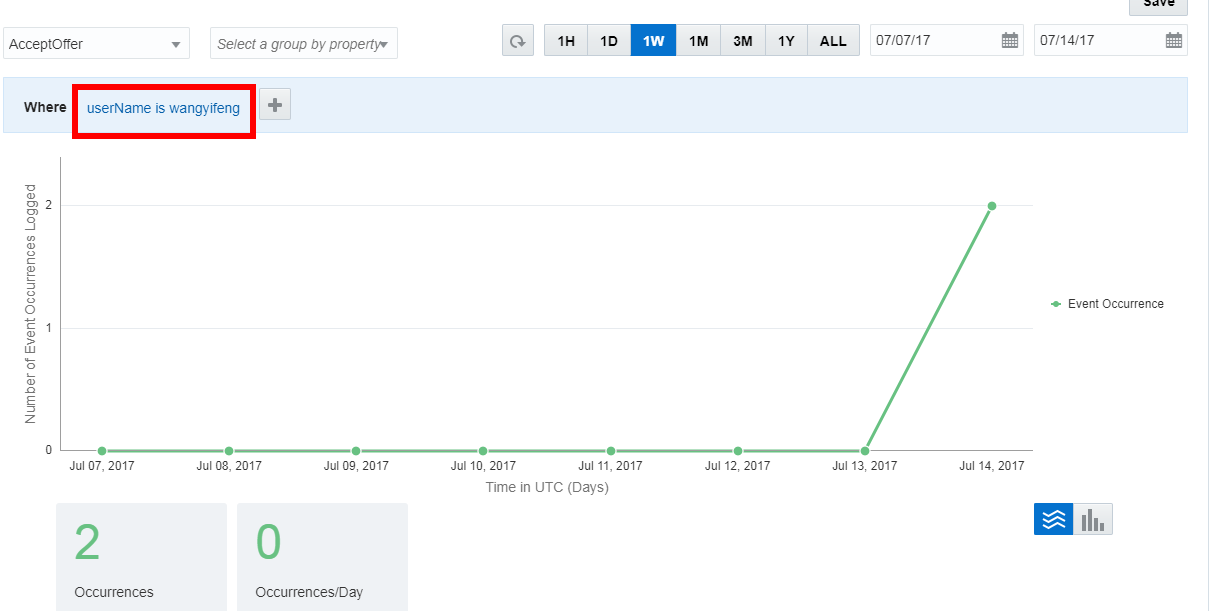 Save
AcceptOffer Select a group by property 1H 1D 1W 1M 3M 1Y ALL 07/07/17 07/14/17
Where userName is wangyifeng
Number of Event Occurrences Logged
2
1
0
Event Occurrence
Jul 07, 2017 Jul 08, 2017 Jul 09, 2017 Jul 10, 2017 Jul 11, 2017 Jul 12, 2017 Jul 13, 2017 Jul 14, 2017
Time in UTC (Days)
2 0
Occurrences Occurrences/Day